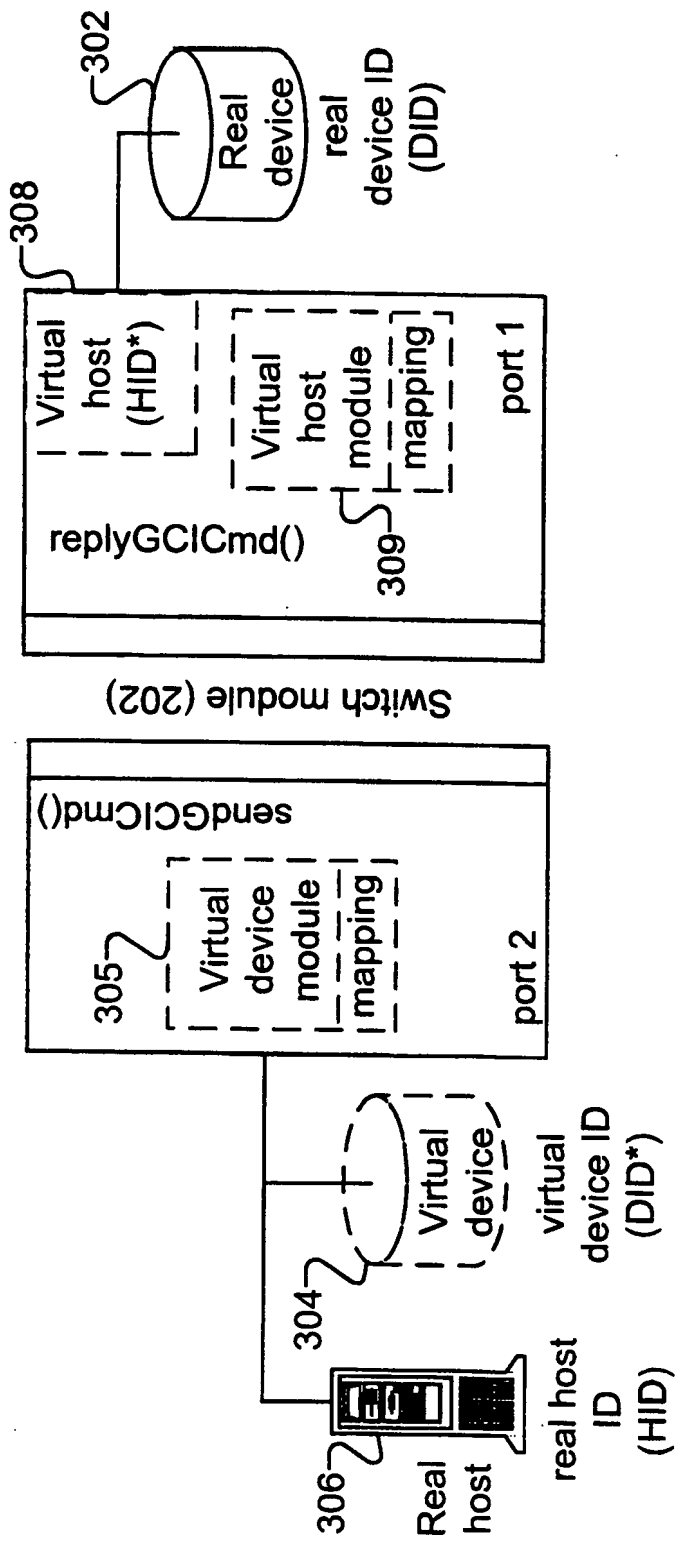 306
Real
host
real host
ID
(HID)
304
Virtual
device
virtual
device ID
(DID*)
305
Virtual
device
module
mapping
sendGCICmd()
port 2
Switch module (202)
replyGCICmd()
308
Virtual
host
(HID*)
309
Virtual
host
module
mapping
port 1
302
Real
device
real
device ID
(DID)